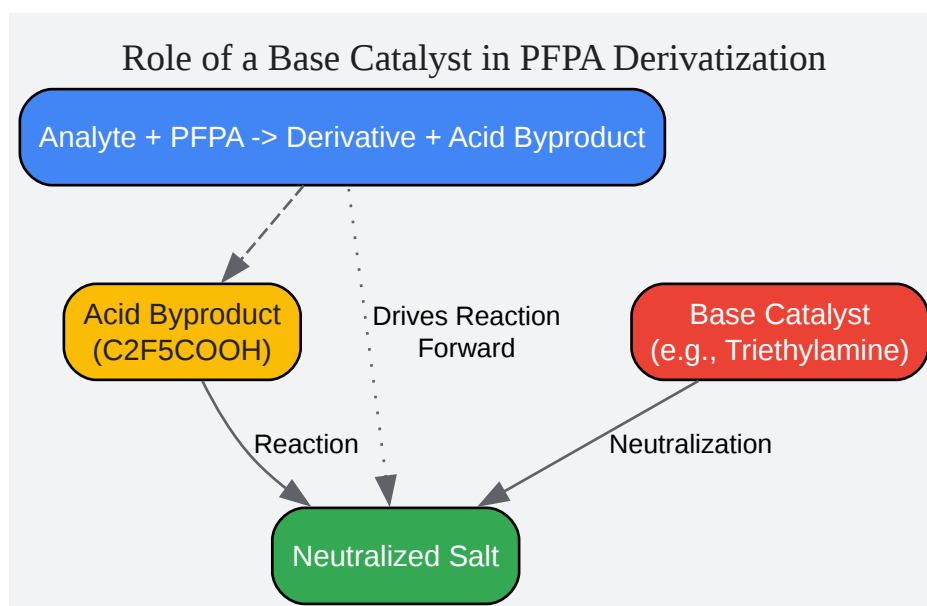 Role of a Base Catalyst in PFPA Derivatization
Analyte + PFPA -> Derivative + Acid Byproduct
Acid Byproduct
(C2F5COOH)
Drives Reaction
Forward
Base Catalyst
(e.g., Triethylamine)
Reaction
Neutralization
Neutralized Salt